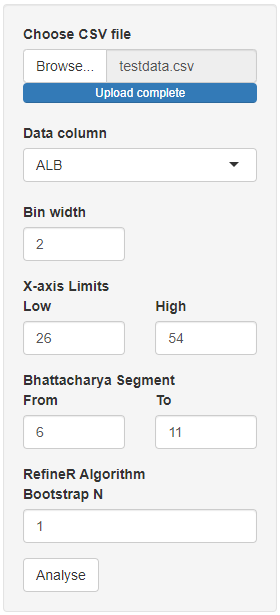 Choose CSV file
Browse... testdata.csv
Upload complete
Data column
ALB
Bin width
2
X-axis Limits
Low High
26 54
Bhattacharya Segment
From To
6 11
RefineR Algorithm
Bootstrap N
1
Analyse